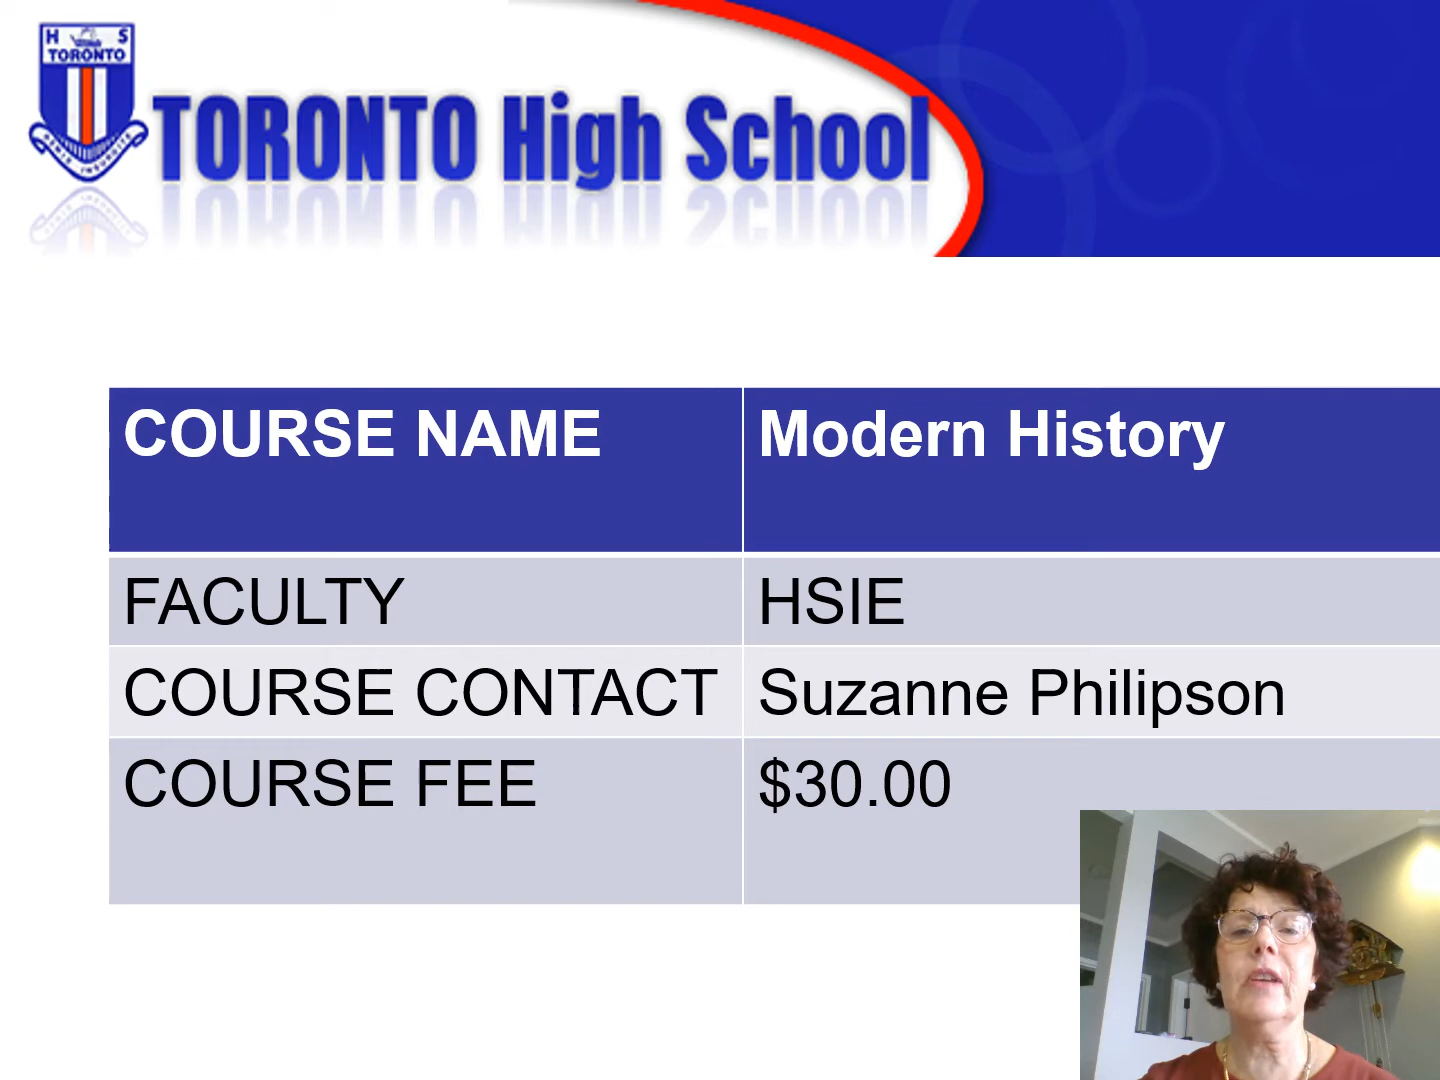 H S
TORONTO
TORONTO High School
COURSE NAME
Modern History
FACULTY
HSIE
COURSE CONTACT
Suzanne Philipson
COURSE FEE
$30.00